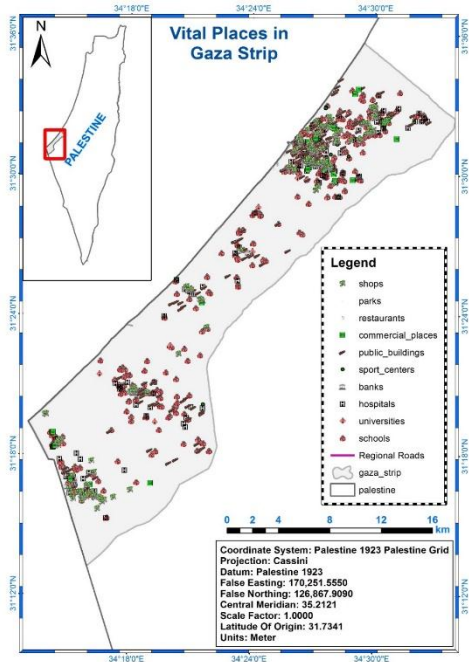 34°18'0"E
34°24'0"E
34°30'0"E
31°36'0"N
31°36'0"N
Vital Places in
Gaza Strip
N
PALESTINE
31°30'0"N
31°30'0"N
Legend
shops
parks
restaurants
commercial_places
public_buildings
sport_centers
banks
hospitals
universities
schools
Regional Roads
gaza_strip
palestine
31°24'0"N
31°24'0"N
31°18'0"N
31°18'0"N
0 2 4 8 12 16
km
Coordinate System: Palestine 1923 Palestine Grid
Projection: Cassini
Datum: Palestine 1923
False Easting: 170,251.5550
False Northing: 126,867.9090
Central Meridian: 35.2121
Scale Factor: 1.0000
Latitude Of Origin: 31.7341
Units: Meter
31°12'0"N
31°12'0"N
34°18'0"E
34°24'0"E
34°30'0"E